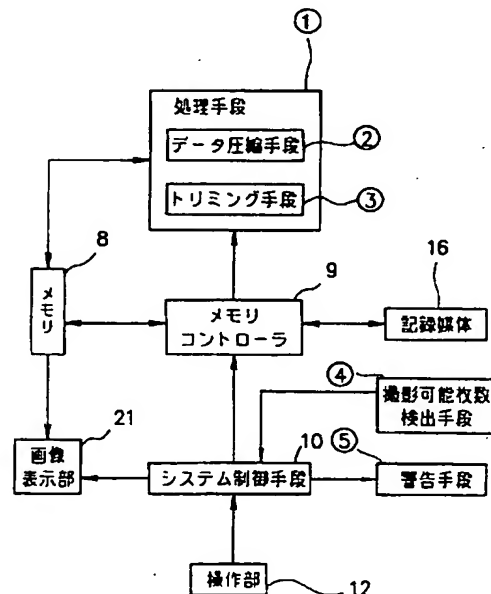 ①
処理手段
データ圧縮手段
②
トリミング手段
③
8
メモリ
9
メモリ
コントローラ
16
記録媒体
④
撮影可能枚数
検出手段
21
画像
表示部
10
システム制御手段
⑤
警告手段
操作部
12